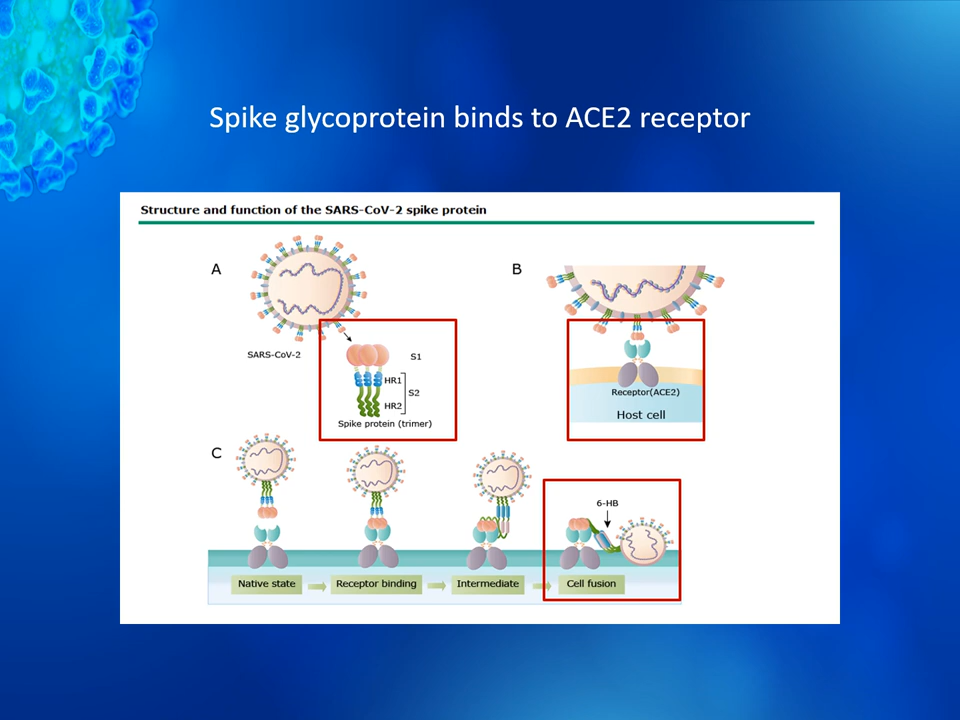 Spike glycoprotein binds to ACE2 receptor
Structure and function of the SARS-CoV-2 spike protein
A
B
SARS-CoV-2
S1
HR1
S2
HR2
Spike protein (trimer)
Receptor(ACE2)
Host cell
C
6-HB
Native state
Receptor binding
Intermediate
Cell fusion